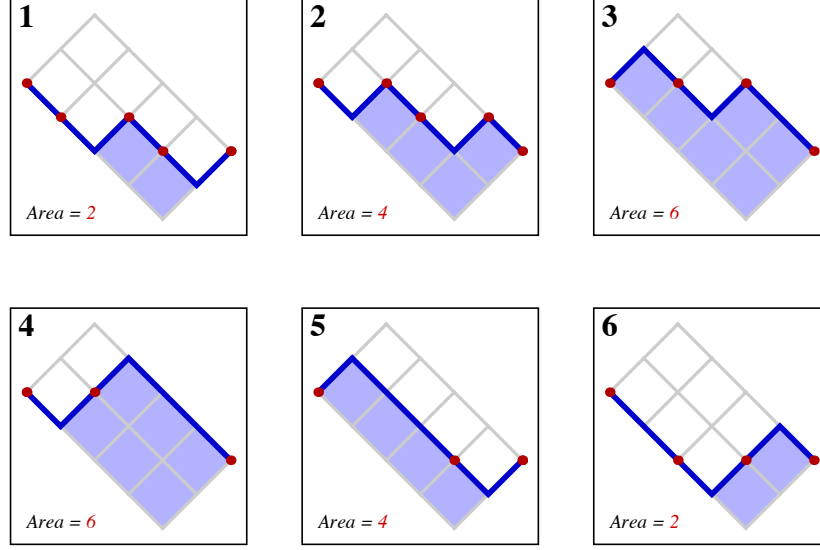 1
2
3
Area = 2
Area = 4
Area = 6
4
5
6
Area = 6
Area = 4
Area = 2